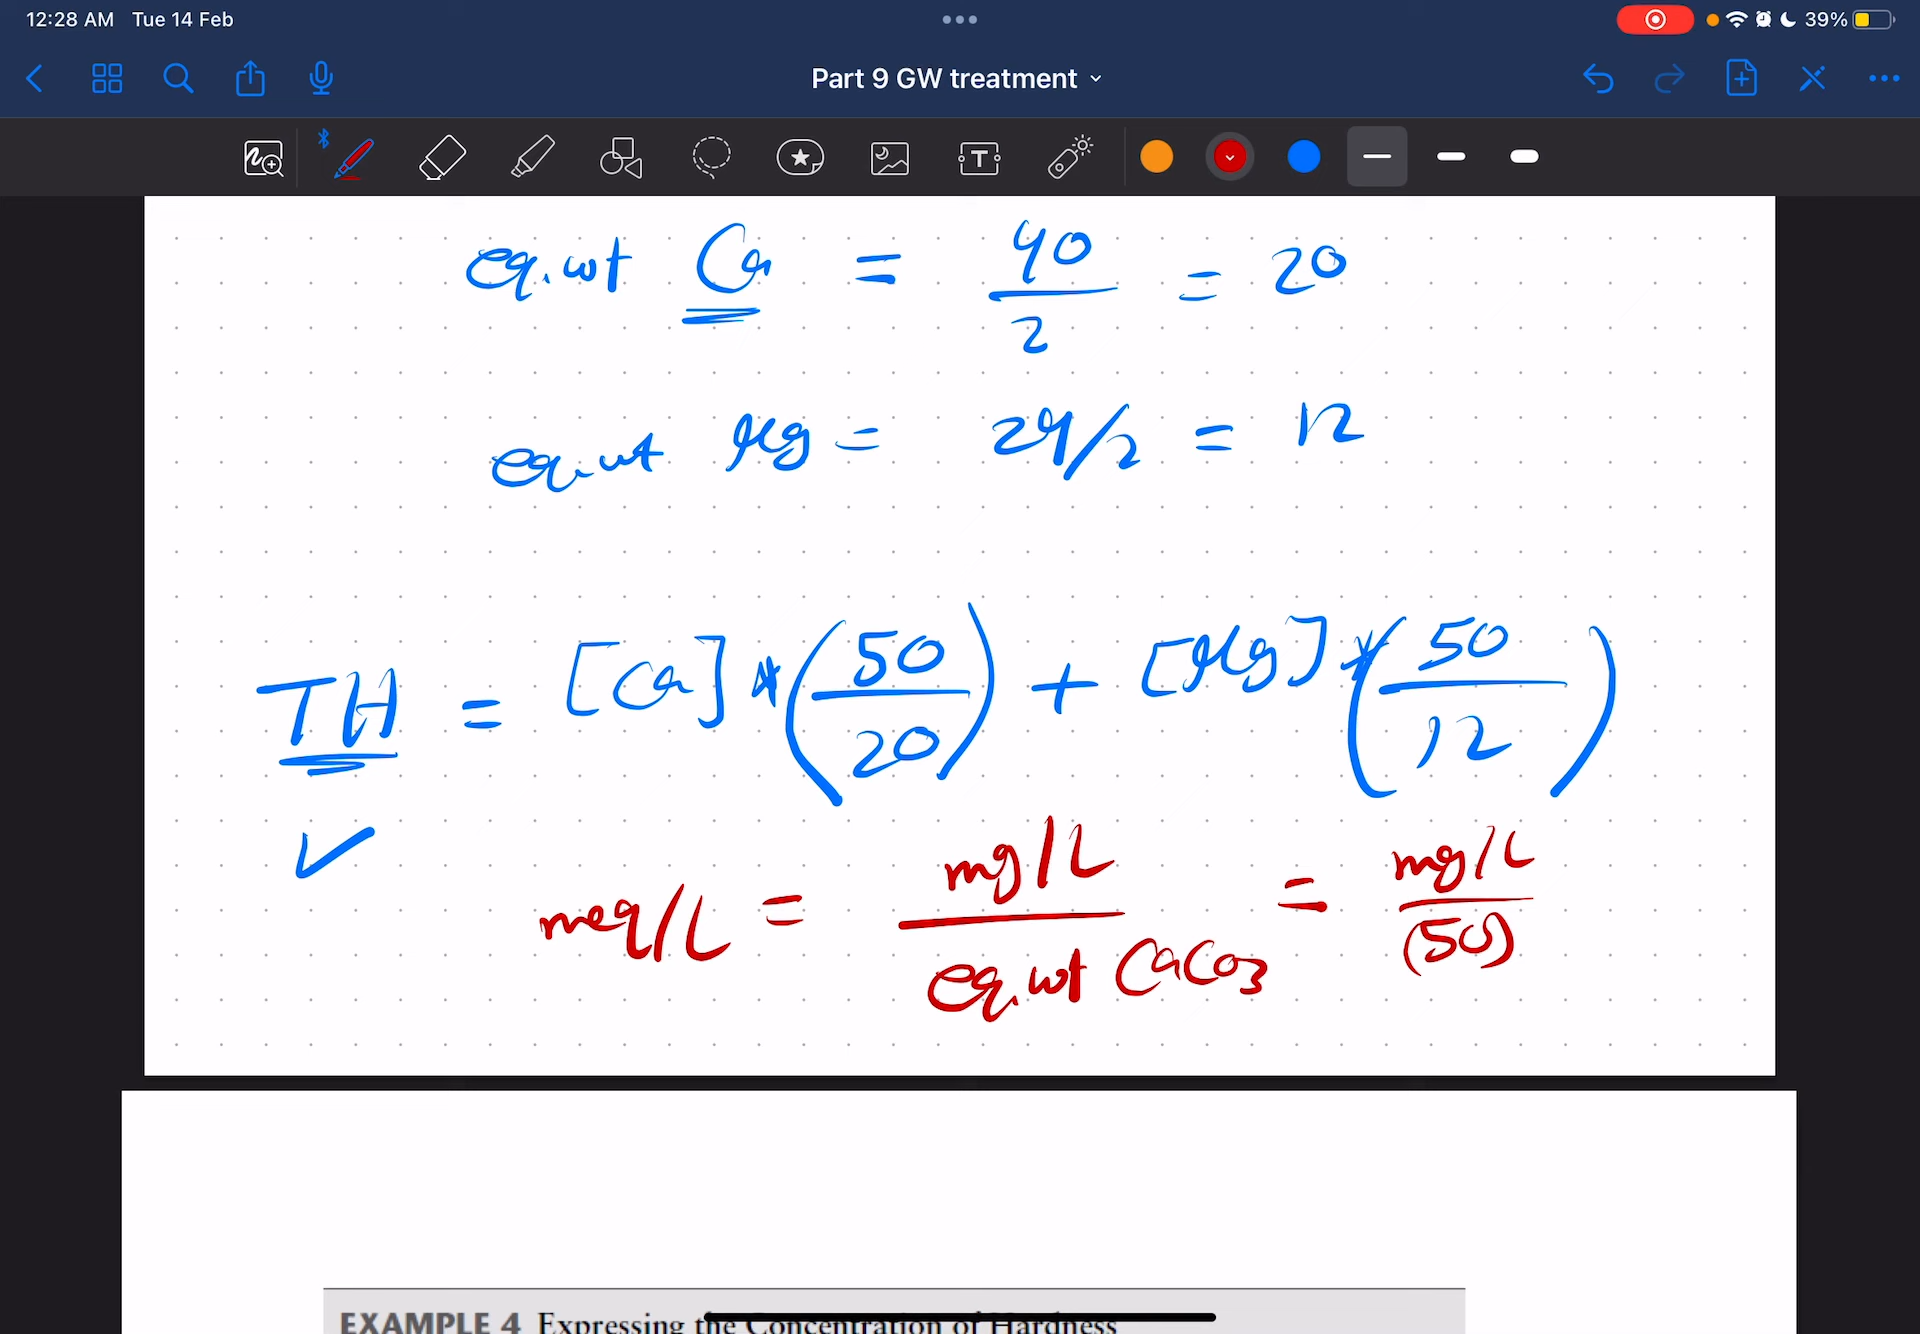 12:28 AM Tue 14 Feb
39%
Part 9 GW treatment
T
eq.wt Ca = 40/2 = 20
eq.wt Mg = 24/2 = 12
TH = [Ca] * (50/20) + [Mg] * (50/12)
meq/L = mg/L / eq.wt CaCO3 = mg/L / (50)
EXAMPLE 4 Expressing the Concentration of Hardness